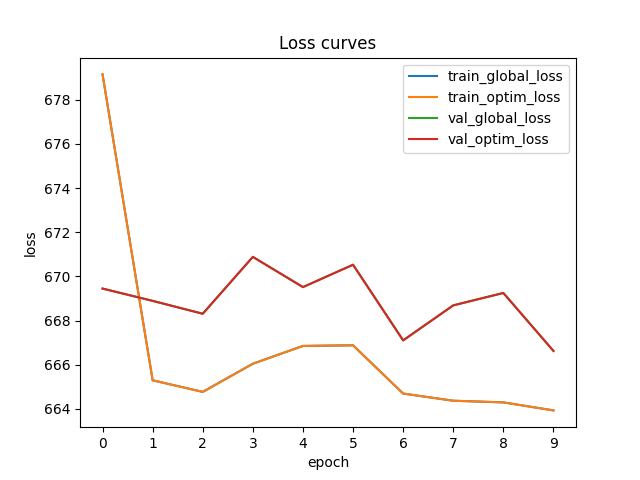 Loss curves
train_global_loss
train_optim_loss
val_global_loss
val_optim_loss
678
676
674
672
670
668
666
664
loss
0 1 2 3 4 5 6 7 8 9
epoch